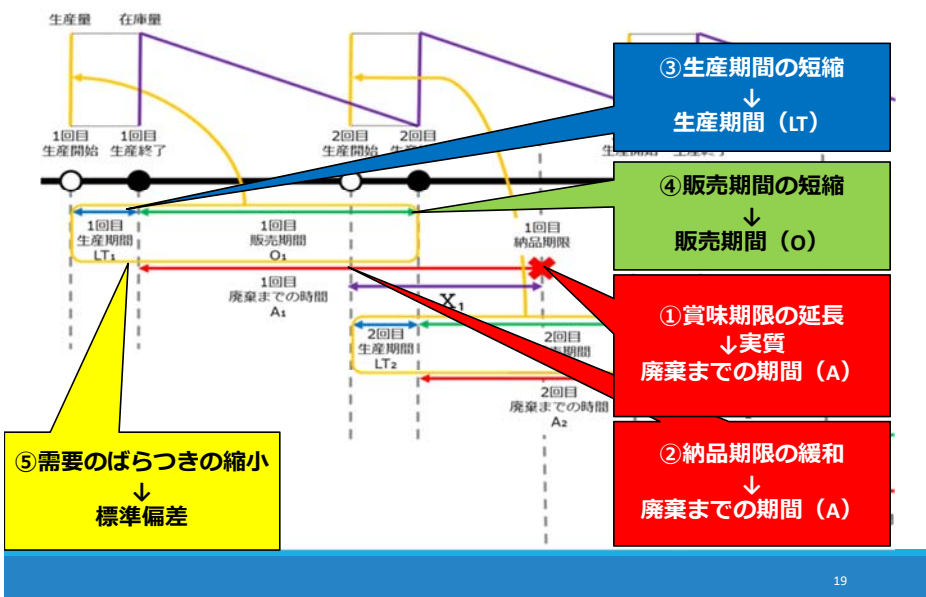 生産量 在庫量
③生産期間の短縮
↓
生産期間（LT）
1回目
生産開始
1回目
生産終了
2回目
生産開始
2回目
④販売期間の短縮
↓
販売期間（O）
1回目
生産期間
LT₁
1回目
販売期間
O₁
1回目
納品期限
1回目
廃棄までの時間
A₁
X₁
①賞味期限の延長
↓実質
廃棄までの期間（A）
2回目
生産期間
LT₂
2回目
2回目
廃棄までの時間
A₂
②納品期限の緩和
↓
廃棄までの期間（A）
⑤需要のばらつきの縮小
↓
標準偏差
19